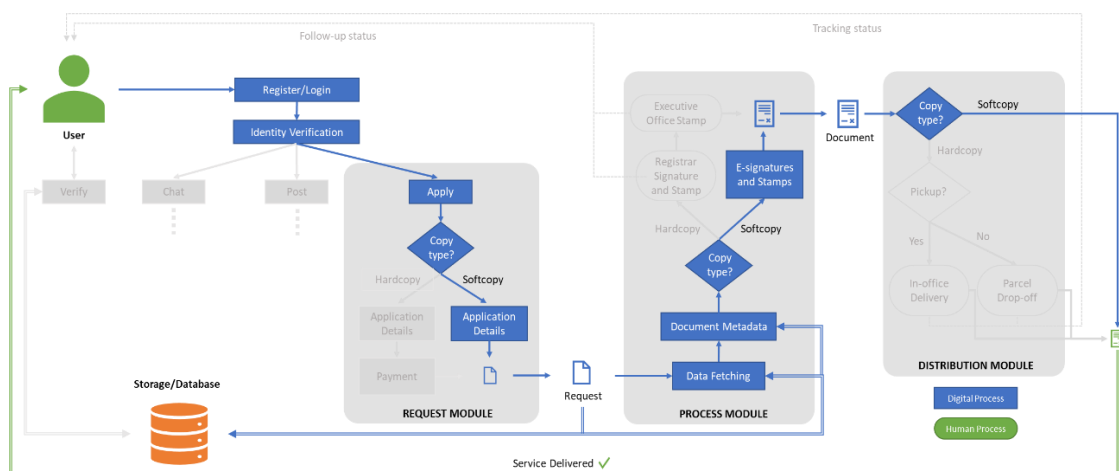 Follow-up status
Tracking status
User
Register/Login
Identity Verification
Verify
Chat
Post
Apply
Copy
type?
Hardcopy
Softcopy
Application
Details
Application
Details
Payment
REQUEST MODULE
Request
Storage/Database
Executive
Office Stamp
Registrar
Signature
and Stamp
E-signatures
and Stamps
Hardcopy
Softcopy
Copy
type?
Document Metadata
Data Fetching
PROCESS MODULE
Document
Copy
type?
Softcopy
Hardcopy
Pickup?
Yes
No
In-office
Delivery
Parcel
Drop-off
DISTRIBUTION MODULE
Digital Process
Human Process
Service Delivered